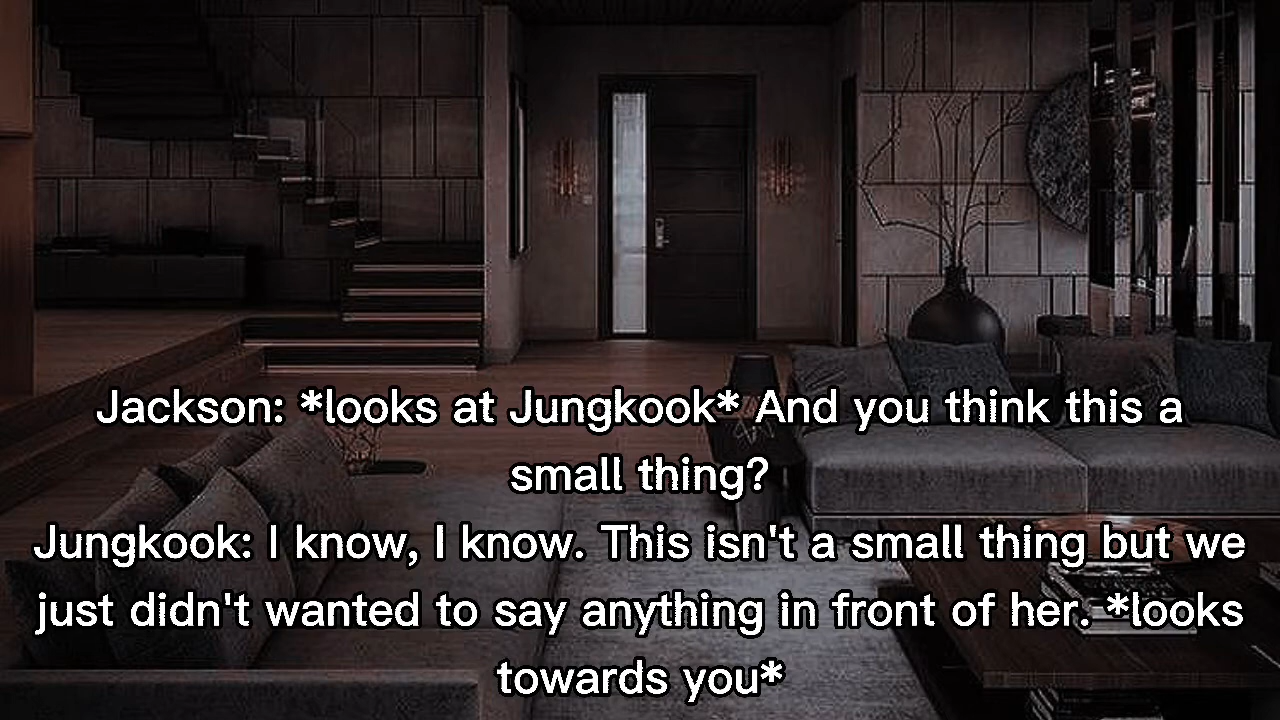 Jackson: *looks at Jungkook* And you think this a
small thing?
Jungkook: I know, I know. This isn't a small thing but we
just didn't wanted to say anything in front of her. *looks
towards you*